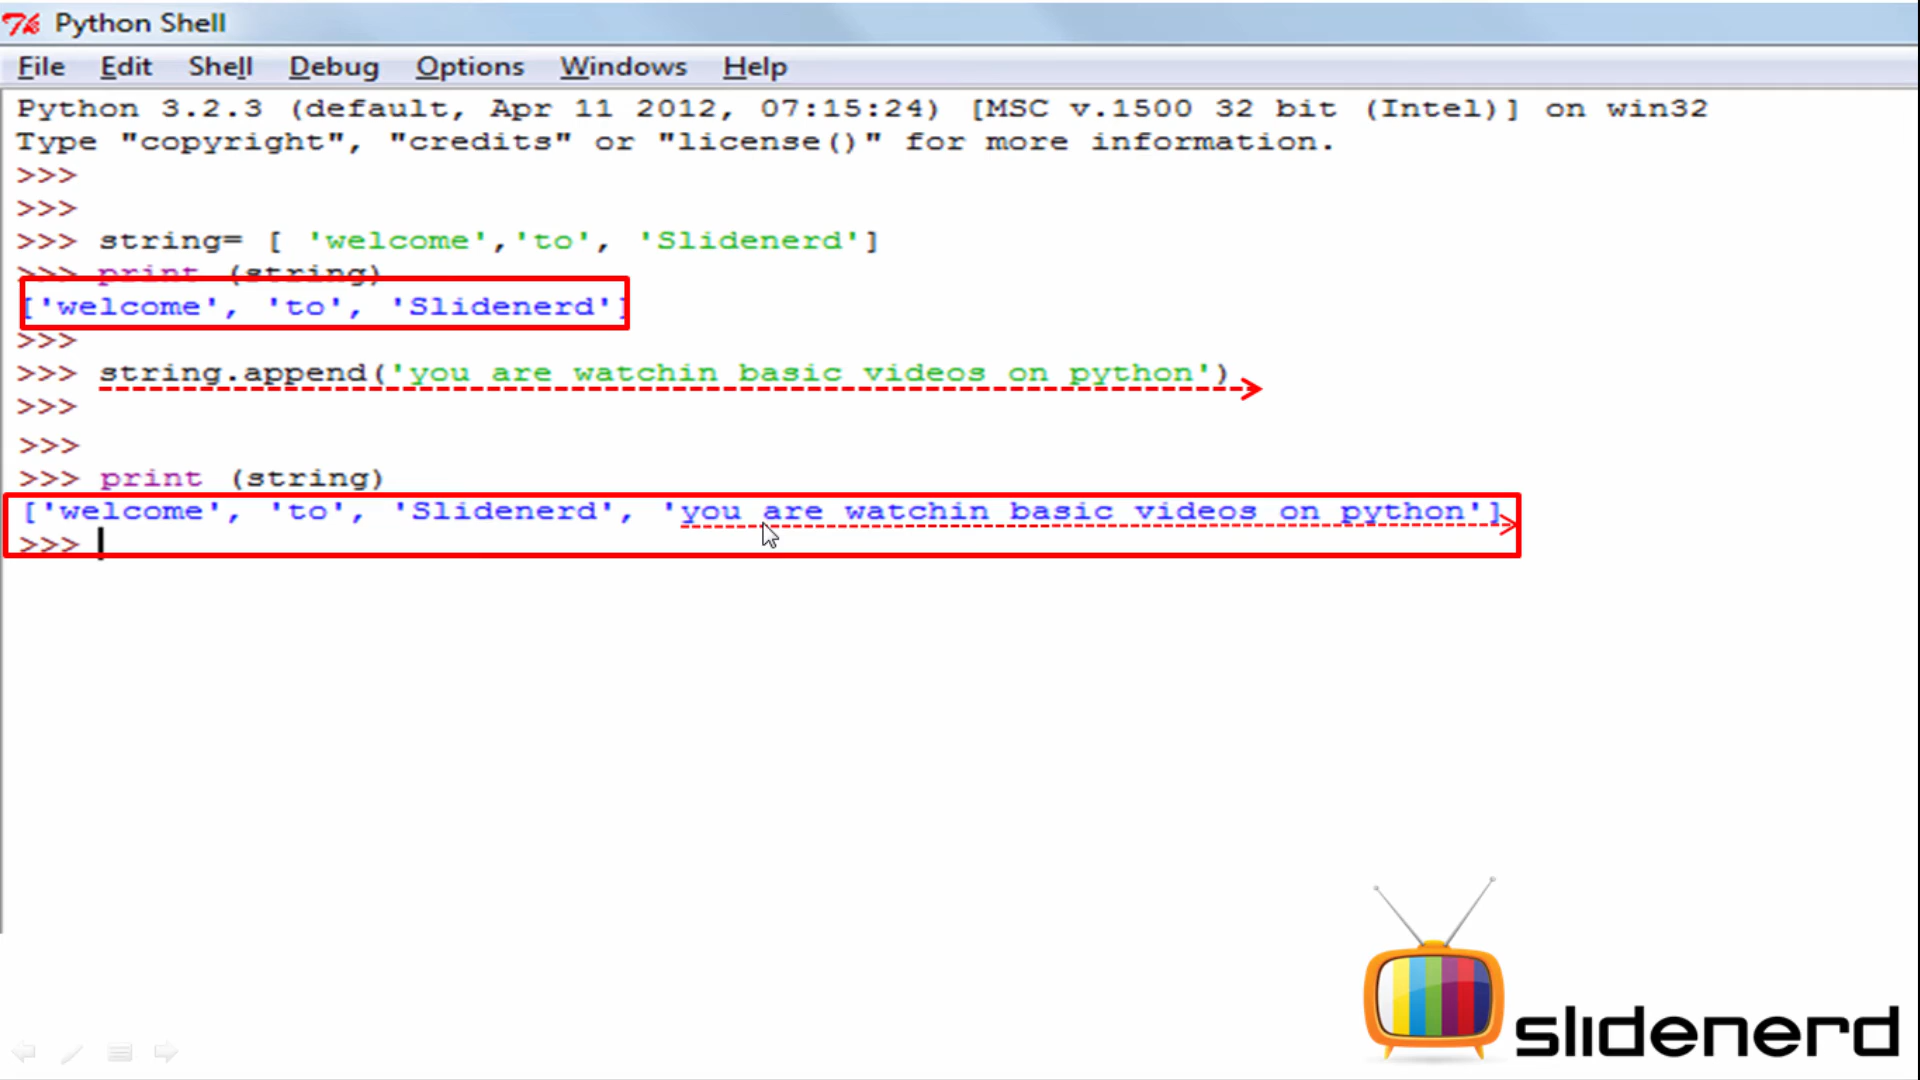 Python Shell
File Edit Shell Debug Options Windows Help
Python 3.2.3 (default, Apr 11 2012, 07:15:24) [MSC v.1500 32 bit (Intel)] on win32
Type "copyright", "credits" or "license()" for more information.
>>>
>>>
>>> string= [ 'welcome','to', 'Slidenerd']
>>> print (string)
['welcome', 'to', 'Slidenerd']
>>>
>>> string.append('you are watchin basic videos on python')
>>>
>>>
>>> print (string)
['welcome', 'to', 'Slidenerd', 'you are watchin basic videos on python']
>>>
slidenerd